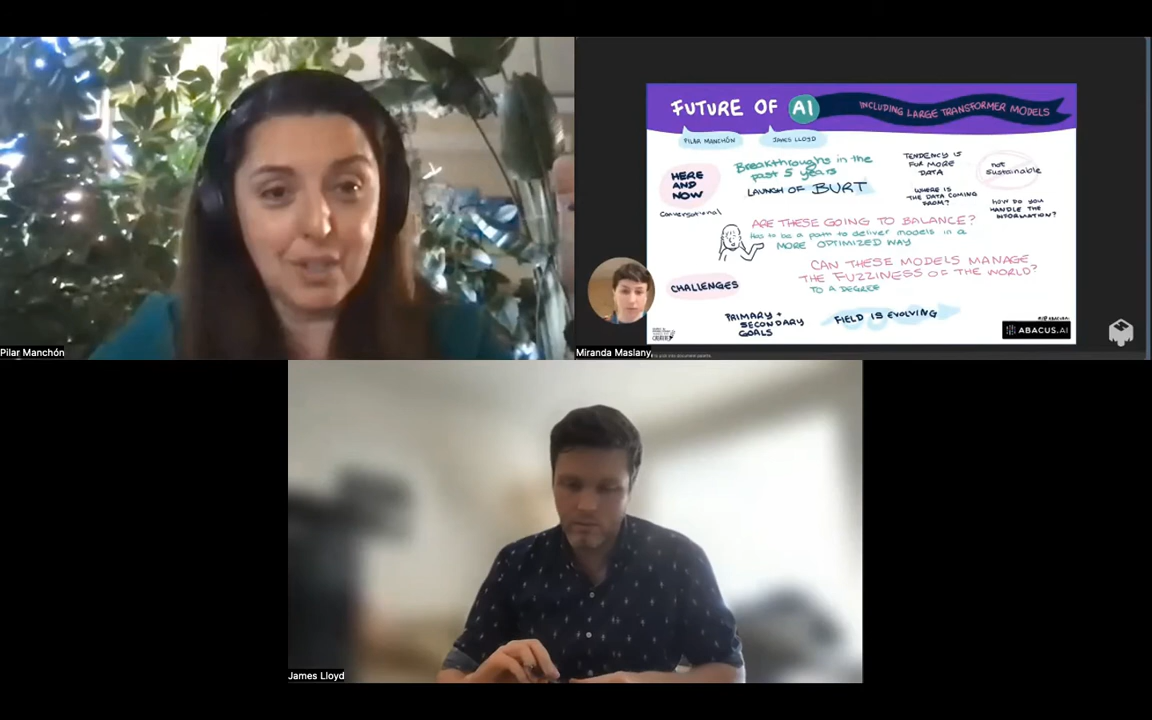 FUTURE OF AI
INCLUDING LARGE TRANSFORMER MODELS
PILAR MANCHÓN
JAMES LLOYD
HERE
AND
NOW
Conversational
Breakthroughs in the
past 5 years
LAUNCH OF BURT
TENDENCY IS
FUR MORE
DATA
not
sustainable
WHERE IS
THE DATA COMING
FROM?
HOW DO YOU
HANDLE THE
INFORMATION?
ARE THESE GOING TO BALANCE?
Has to be a path to deliver models in a
MORE OPTIMIZED WAY
CAN THESE MODELS MANAGE
THE FUZZINESS OF THE WORLD?
TO A DEGREE
CHALLENGES
PRIMARY +
SECONDARY
GOALS
FIELD IS EVOLVING
ABACUS.AI
Pilar Manchón
Miranda Maslany
James Lloyd